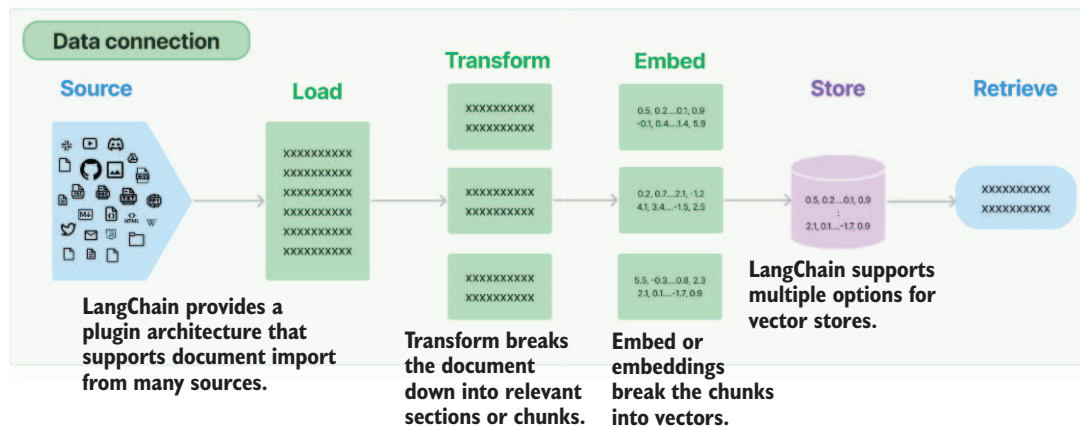 Data connection
Source
Load
Transform
Embed
Store
Retrieve
M↓
HTML
W
XXXXXXXXXX
XXXXXXXXXX
XXXXXXXXXX
XXXXXXXXXX
XXXXXXXXXX
XXXXXXXXXX
XXXXXXXXXX
XXXXXXXXXX
XXXXXXXXXX
XXXXXXXXXX
XXXXXXXXXX
XXXXXXXXXX
0.5, 0.2....0.1, 0.9
-0.1, 0.4....1.4, 5.9
0.2, 0.7....2.1, -1.2
4.1, 3.4....-1.5, 2.5
5.5, -0.3....0.8, 2.3
2.1, 0.1....-1.7, 0.9
0.5, 0.2....0.1, 0.9
:
2.1, 0.1....-1.7, 0.9
XXXXXXXXXX
XXXXXXXXXX
LangChain provides a
plugin architecture that
supports document import
from many sources.
Transform breaks
the document
down into relevant
sections or chunks.
Embed or
embeddings
break the chunks
into vectors.
LangChain supports
multiple options for
vector stores.